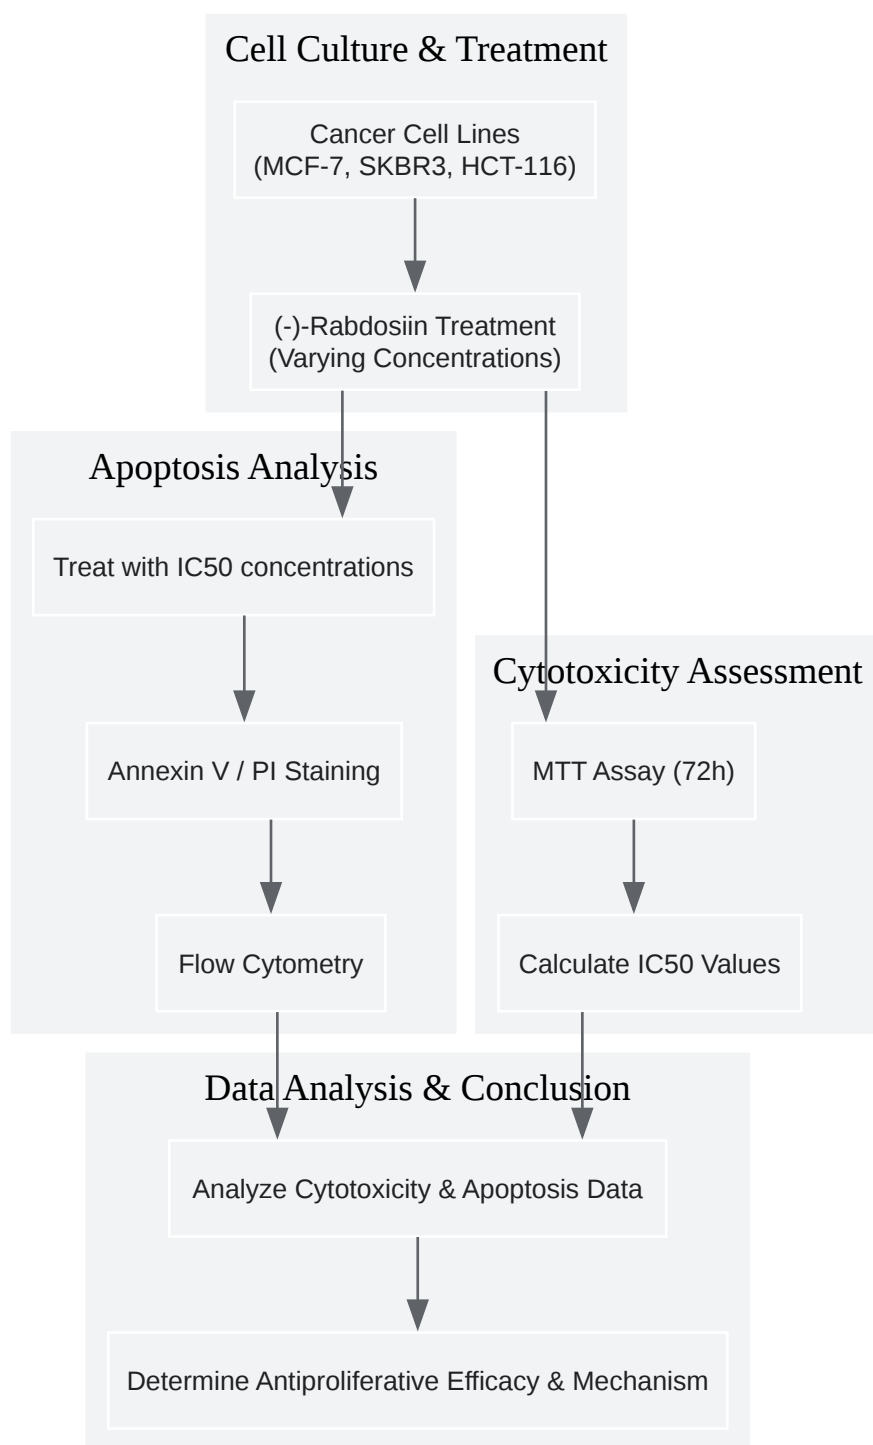 Cell Culture & Treatment
Cancer Cell Lines
(MCF-7, SKBR3, HCT-116)
(-)-Rabdosiin Treatment
(Varying Concentrations)
Apoptosis Analysis
Treat with IC50 concentrations
Annexin V / PI Staining
Flow Cytometry
Cytotoxicity Assessment
MTT Assay (72h)
Calculate IC50 Values
Data Analysis & Conclusion
Analyze Cytotoxicity & Apoptosis Data
Determine Antiproliferative Efficacy & Mechanism